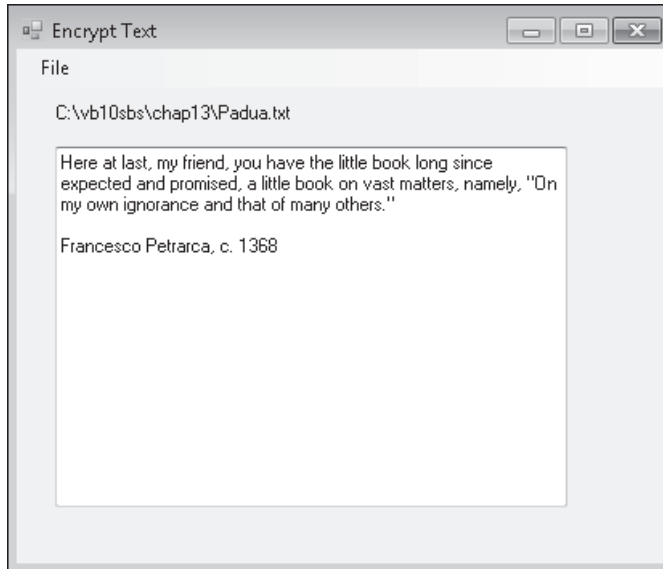 Encrypt Text
File
C:\vb10sbs\chap13\Padua.txt
Here at last, my friend, you have the little book long since
expected and promised, a little book on vast matters, namely, "On
my own ignorance and that of many others."
Francesco Petrarca, c. 1368